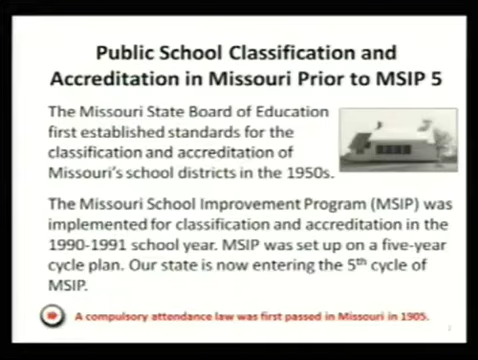 Public School Classification and
Accreditation in Missouri Prior to MSIP 5
The Missouri State Board of Education
first established standards for the
classification and accreditation of
Missouri's school districts in the 1950s.
The Missouri School Improvement Program (MSIP) was
implemented for classification and accreditation in the
1990-1991 school year. MSIP was set up on a five-year
cycle plan. Our state is now entering the 5th cycle of
MSIP.
A compulsory attendance law was first passed in Missouri in 1905.